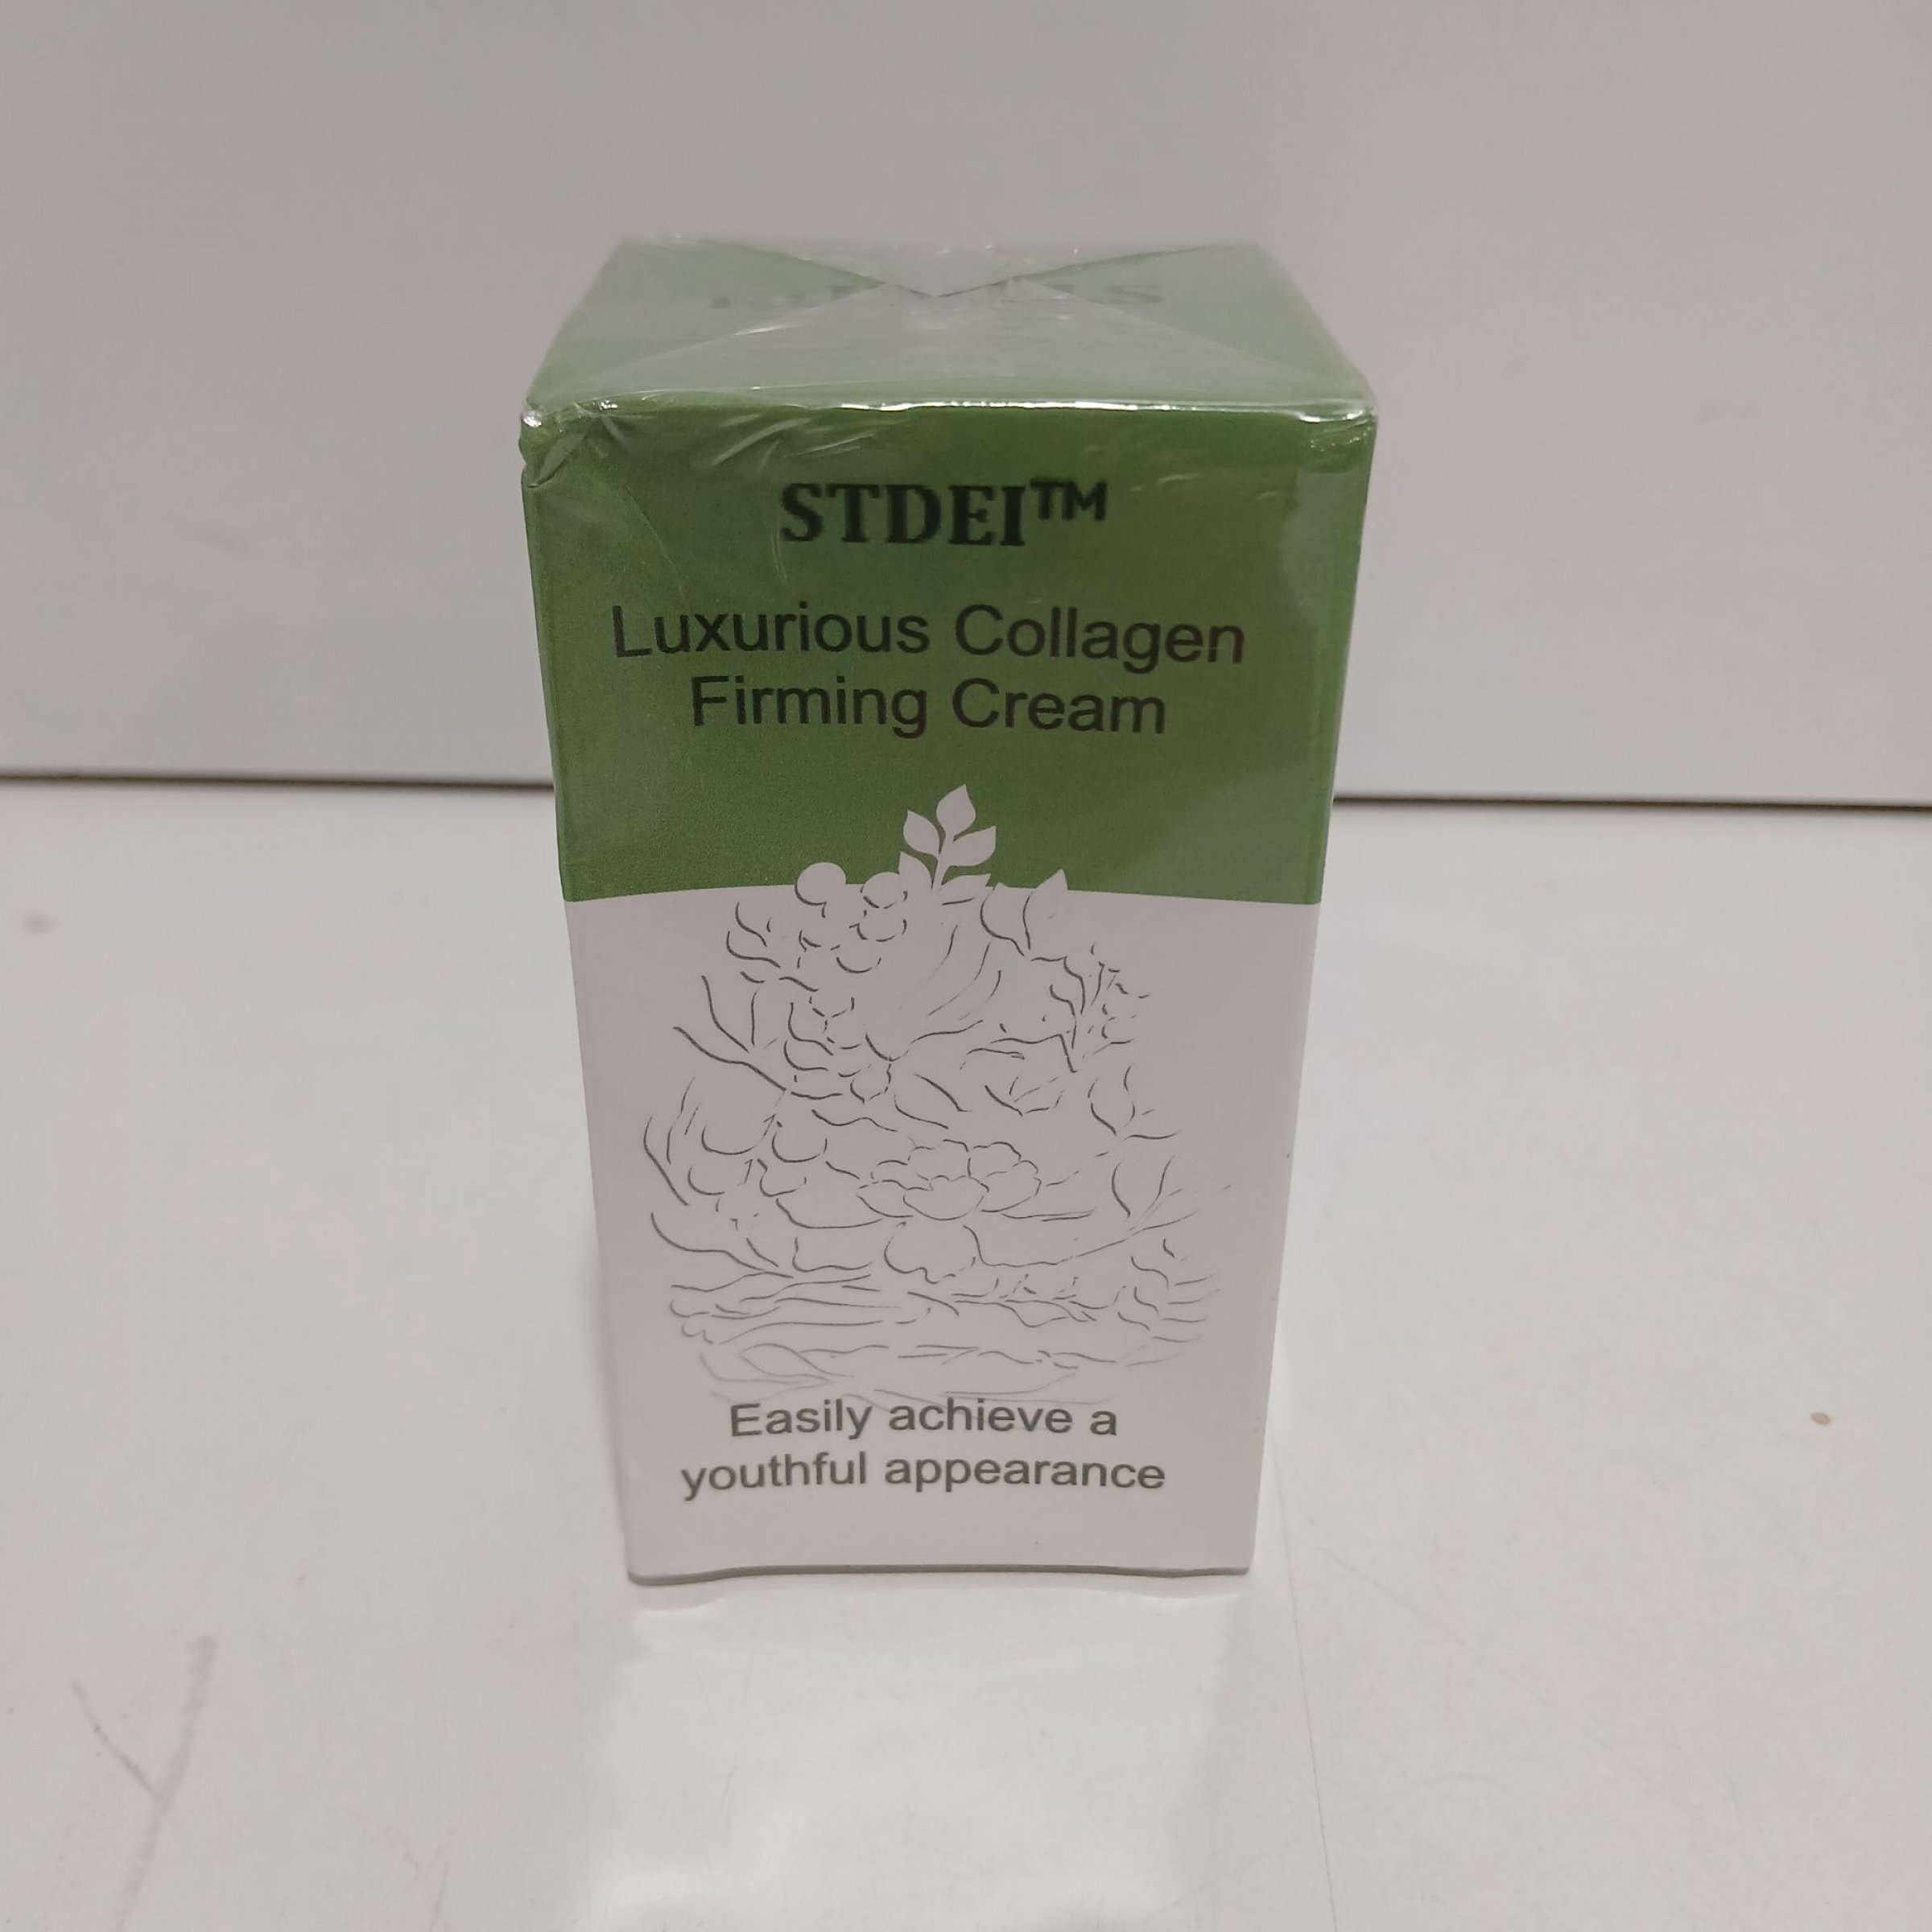 STDEI™
Luxurious Collagen
Firming Cream
Easily achieve a
youthful appearance